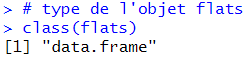 > # type de l'objet flats
> class(flats)
[1] "data.frame"